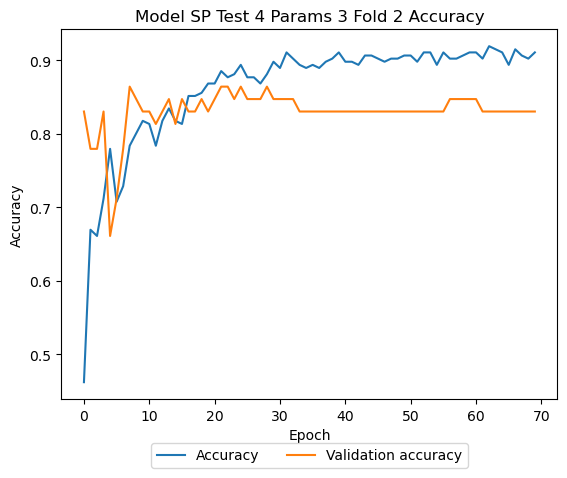 Model SP Test 4 Params 3 Fold 2 Accuracy
Accuracy
0.9
0.8
0.7
0.6
0.5
0 10 20 30 40 50 60 70
Epoch
Accuracy Validation accuracy